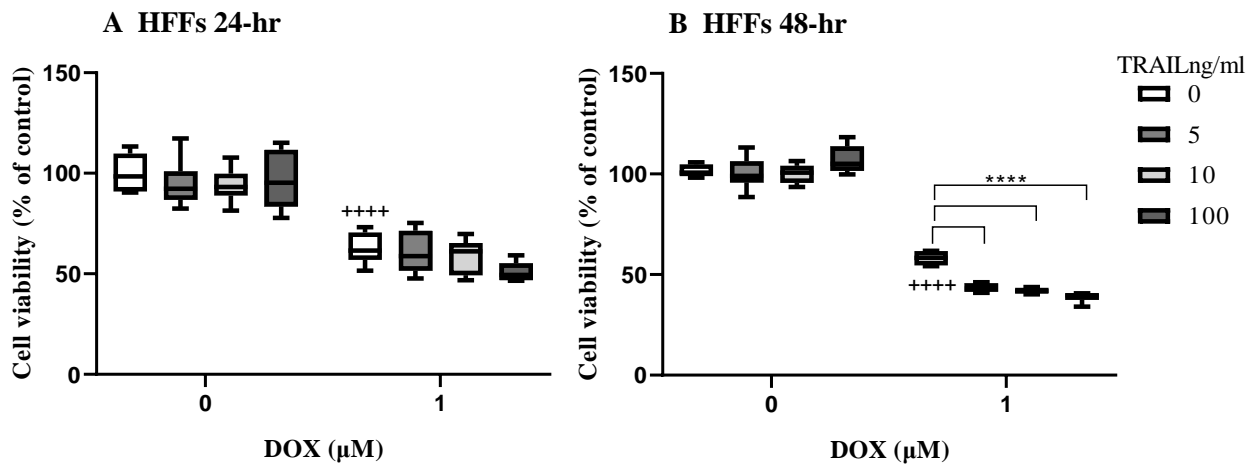 A HFFs 24-hr
Cell viability (% of control)
150
100
50
0
++++
0
1
DOX (µM)
B HFFs 48-hr
Cell viability (% of control)
150
100
50
0
****
++++
0
1
DOX (µM)
TRAILng/ml
0
5
10
100